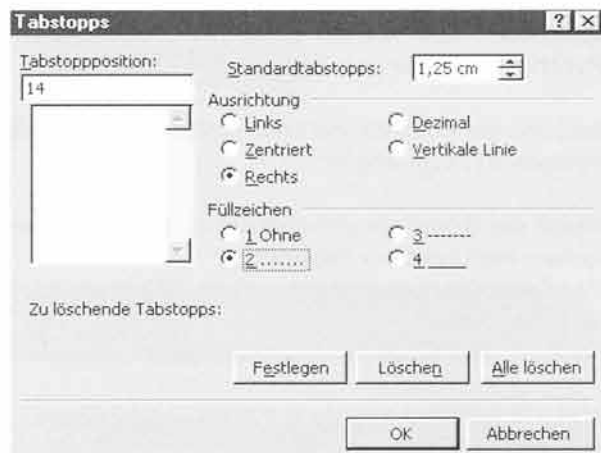 Tabstopps ? ×
Tabstoppposition: Standardtabstopps: 1,25 cm
14
Ausrichtung
Links Dezimal
Zentriert Vertikale Linie
Rechts
Füllzeichen
1 Ohne 3 -------
2 ....... 4 ____
Zu löschende Tabstopps:
Festlegen Löschen Alle löschen
OK Abbrechen